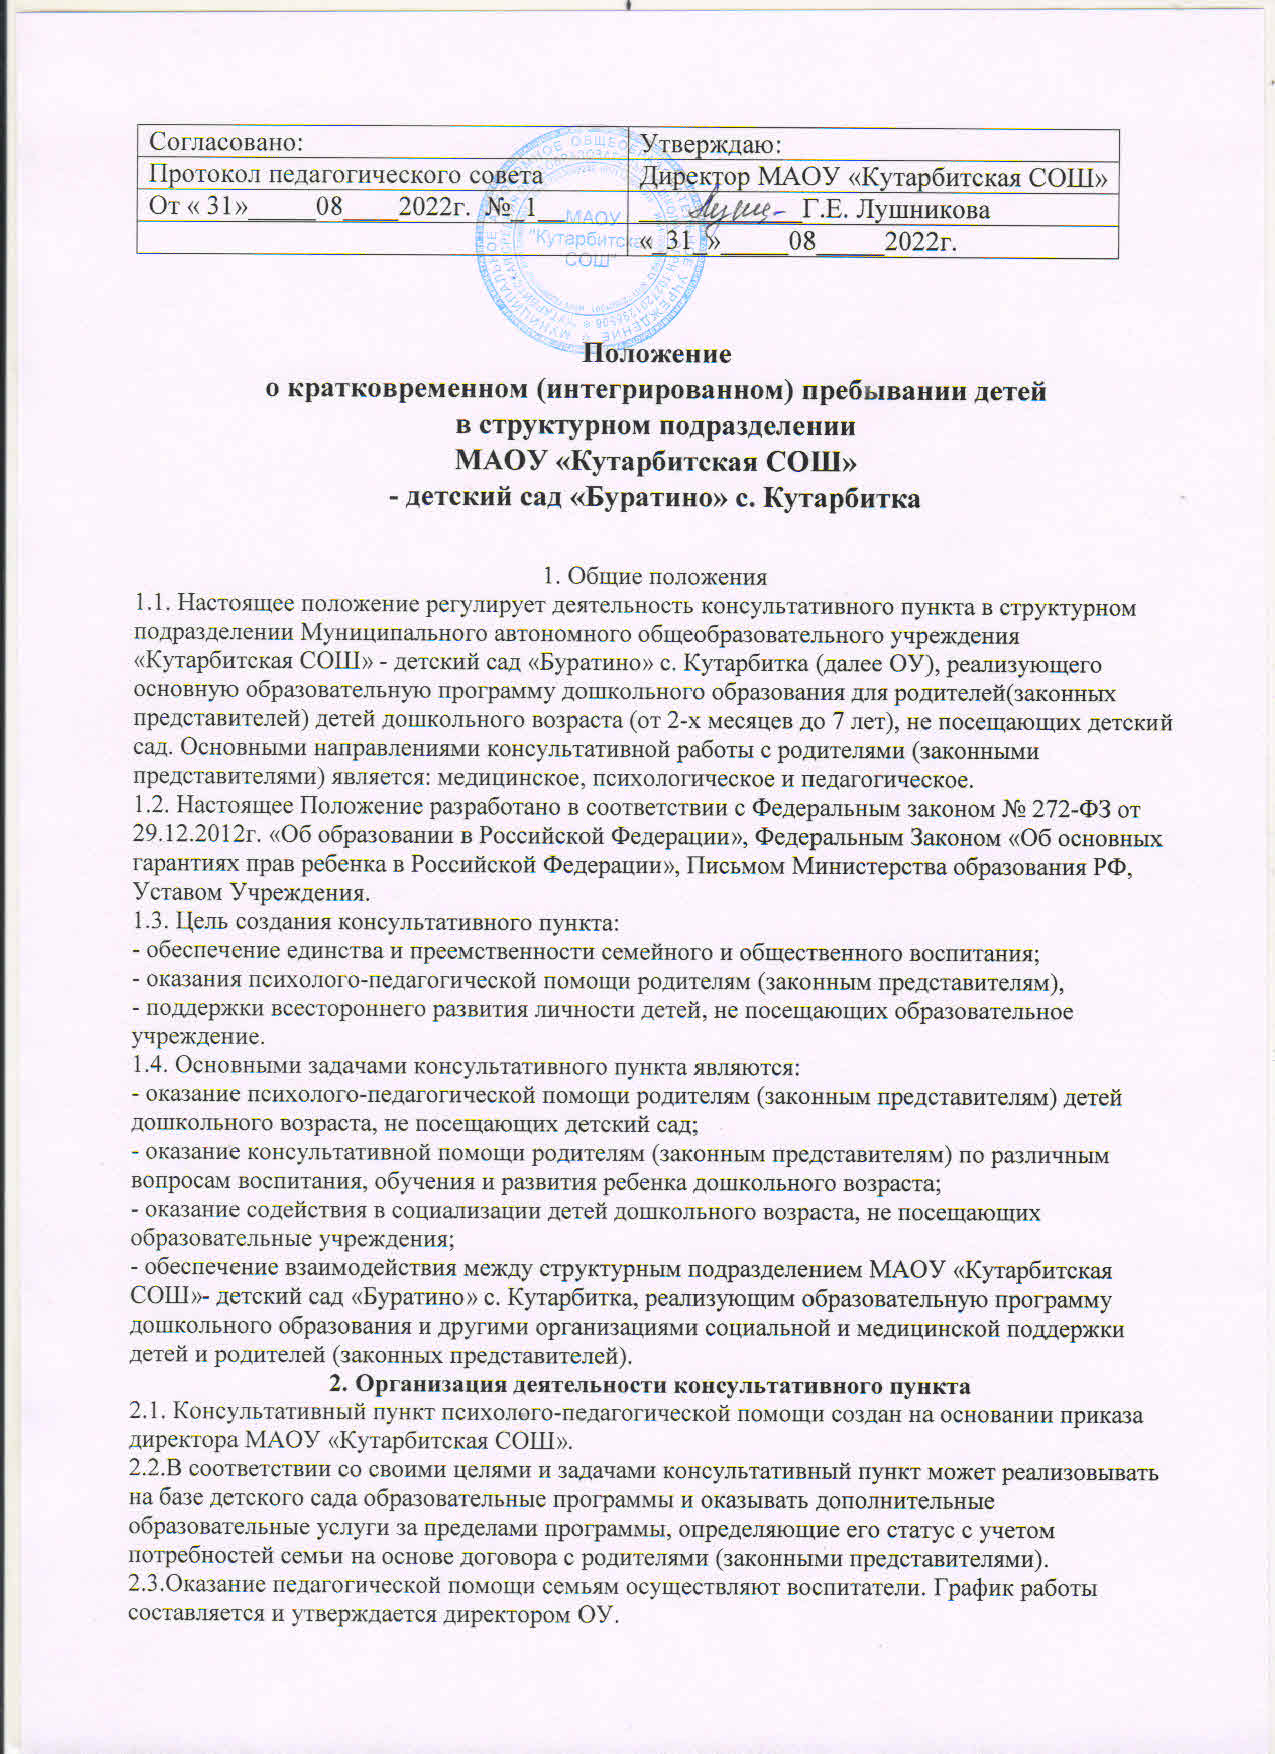 Согласовано:
Утверждаю:
Протокол педагогического совета
Директор МАОУ «Кутарбитская СОШ»
От « 31»_____08____2022г. №_1__
Г.Е. Лушникова
«_31_»_____08_____2022г.
МАОУ
"Кутарбитская
СОШ"
Положение
о кратковременном (интегрированном) пребывании детей
в структурном подразделении
МАОУ «Кутарбитская СОШ»
- детский сад «Буратино» с. Кутарбитка
1. Общие положения
1.1. Настоящее положение регулирует деятельность консультативного пункта в структурном
подразделении Муниципального автономного общеобразовательного учреждения
«Кутарбитская СОШ» - детский сад «Буратино» с. Кутарбитка (далее ОУ), реализующего
основную образовательную программу дошкольного образования для родителей(законных
представителей) детей дошкольного возраста (от 2-х месяцев до 7 лет), не посещающих детский
сад. Основными направлениями консультативной работы с родителями (законными
представителями) является: медицинское, психологическое и педагогическое.
1.2. Настоящее Положение разработано в соответствии с Федеральным законом № 272-ФЗ от
29.12.2012г. «Об образовании в Российской Федерации», Федеральным Законом «Об основных
гарантиях прав ребенка в Российской Федерации», Письмом Министерства образования РФ,
Уставом Учреждения.
1.3. Цель создания консультативного пункта:
- обеспечение единства и преемственности семейного и общественного воспитания;
- оказания психолого-педагогической помощи родителям (законным представителям),
- поддержки всестороннего развития личности детей, не посещающих образовательное
учреждение.
1.4. Основными задачами консультативного пункта являются:
- оказание психолого-педагогической помощи родителям (законным представителям) детей
дошкольного возраста, не посещающих детский сад;
- оказание консультативной помощи родителям (законным представителям) по различным
вопросам воспитания, обучения и развития ребенка дошкольного возраста;
- оказание содействия в социализации детей дошкольного возраста, не посещающих
образовательные учреждения;
- обеспечение взаимодействия между структурным подразделением МАОУ «Кутарбитская
СОШ»- детский сад «Буратино» с. Кутарбитка, реализующим образовательную программу
дошкольного образования и другими организациями социальной и медицинской поддержки
детей и родителей (законных представителей).
2. Организация деятельности консультативного пункта
2.1. Консультативный пункт психолого-педагогической помощи создан на основании приказа
директора МАОУ «Кутарбитская СОШ».
2.2.В соответствии со своими целями и задачами консультативный пункт может реализовывать
на базе детского сада образовательные программы и оказывать дополнительные
образовательные услуги за пределами программы, определяющие его статус с учетом
потребностей семьи на основе договора с родителями (законными представителями).
2.3.Оказание педагогической помощи семьям осуществляют воспитатели. График работы
составляется и утверждается директором ОУ.